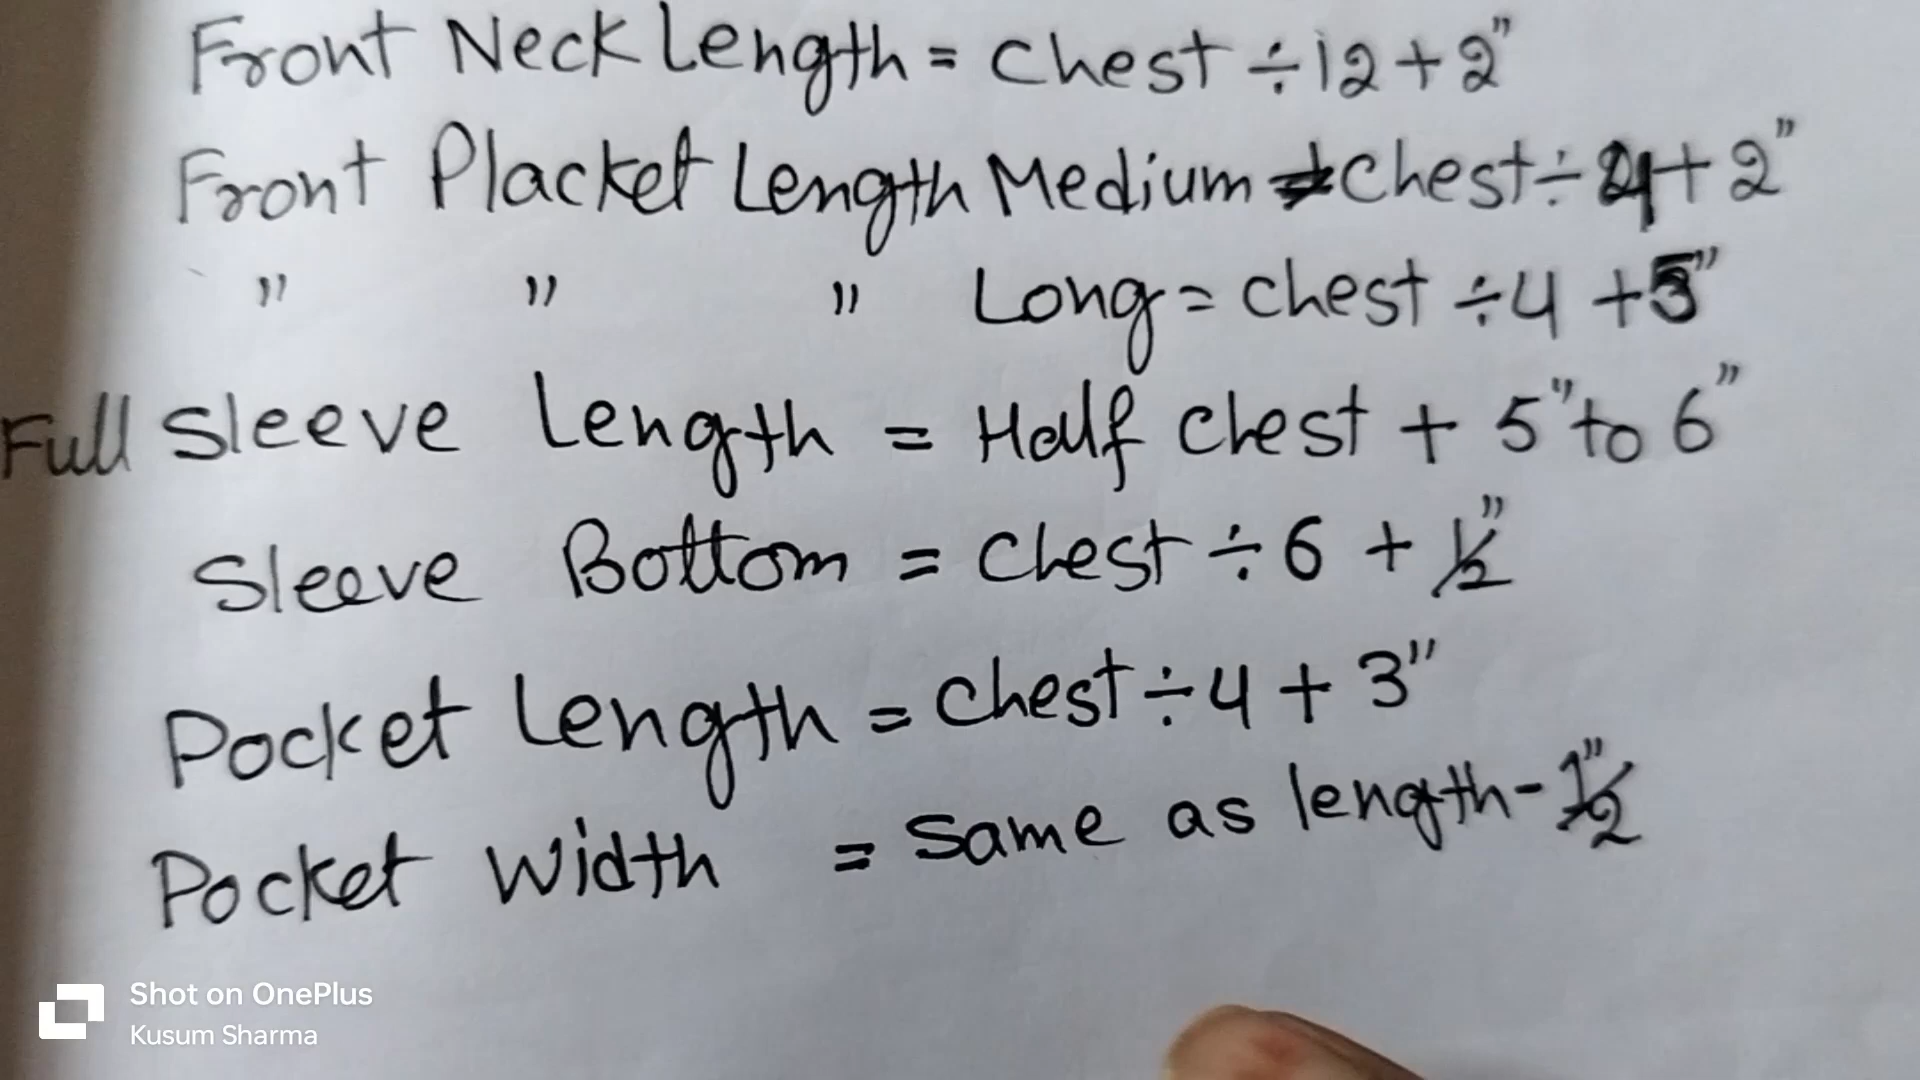 Front Neck Length = Chest ÷ 12 + 2"
Front Placket Length Medium = Chest ÷ 4 + 2"
" " " Long = Chest ÷ 4 + 5"
Full Sleeve Length = Half Chest + 5" to 6"
Sleeve Bottom = Chest ÷ 6 + 1/2"
Pocket Length = Chest ÷ 4 + 3"
Pocket Width = Same as length - 1"/2
Shot on OnePlus
Kusum Sharma